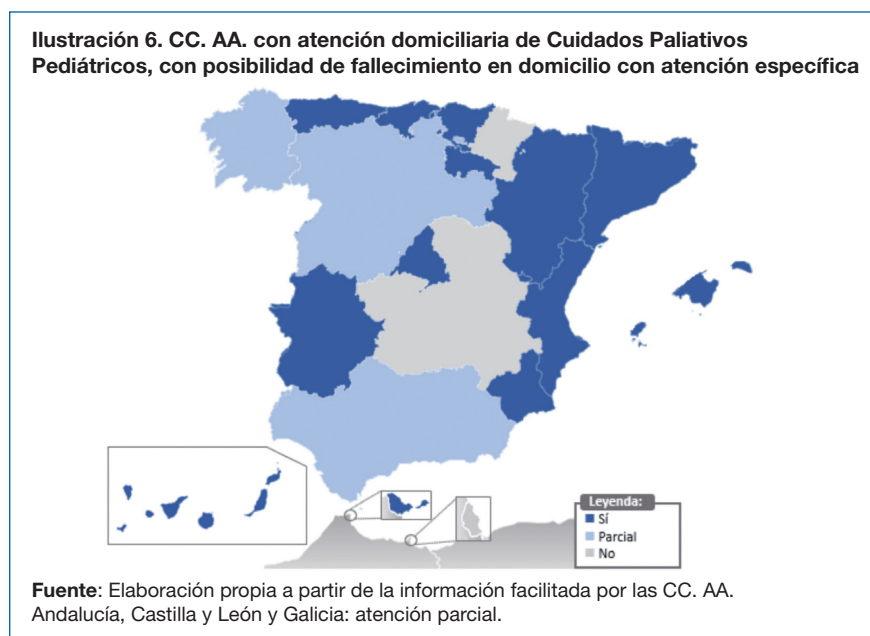 Ilustración 6. CC. AA. con atención domiciliaria de Cuidados Paliativos
Pediátricos, con posibilidad de fallecimiento en domicilio con atención específica
Leyenda:
Sí
Parcial
No
Fuente: Elaboración propia a partir de la información facilitada por las CC. AA.
Andalucía, Castilla y León y Galicia: atención parcial.